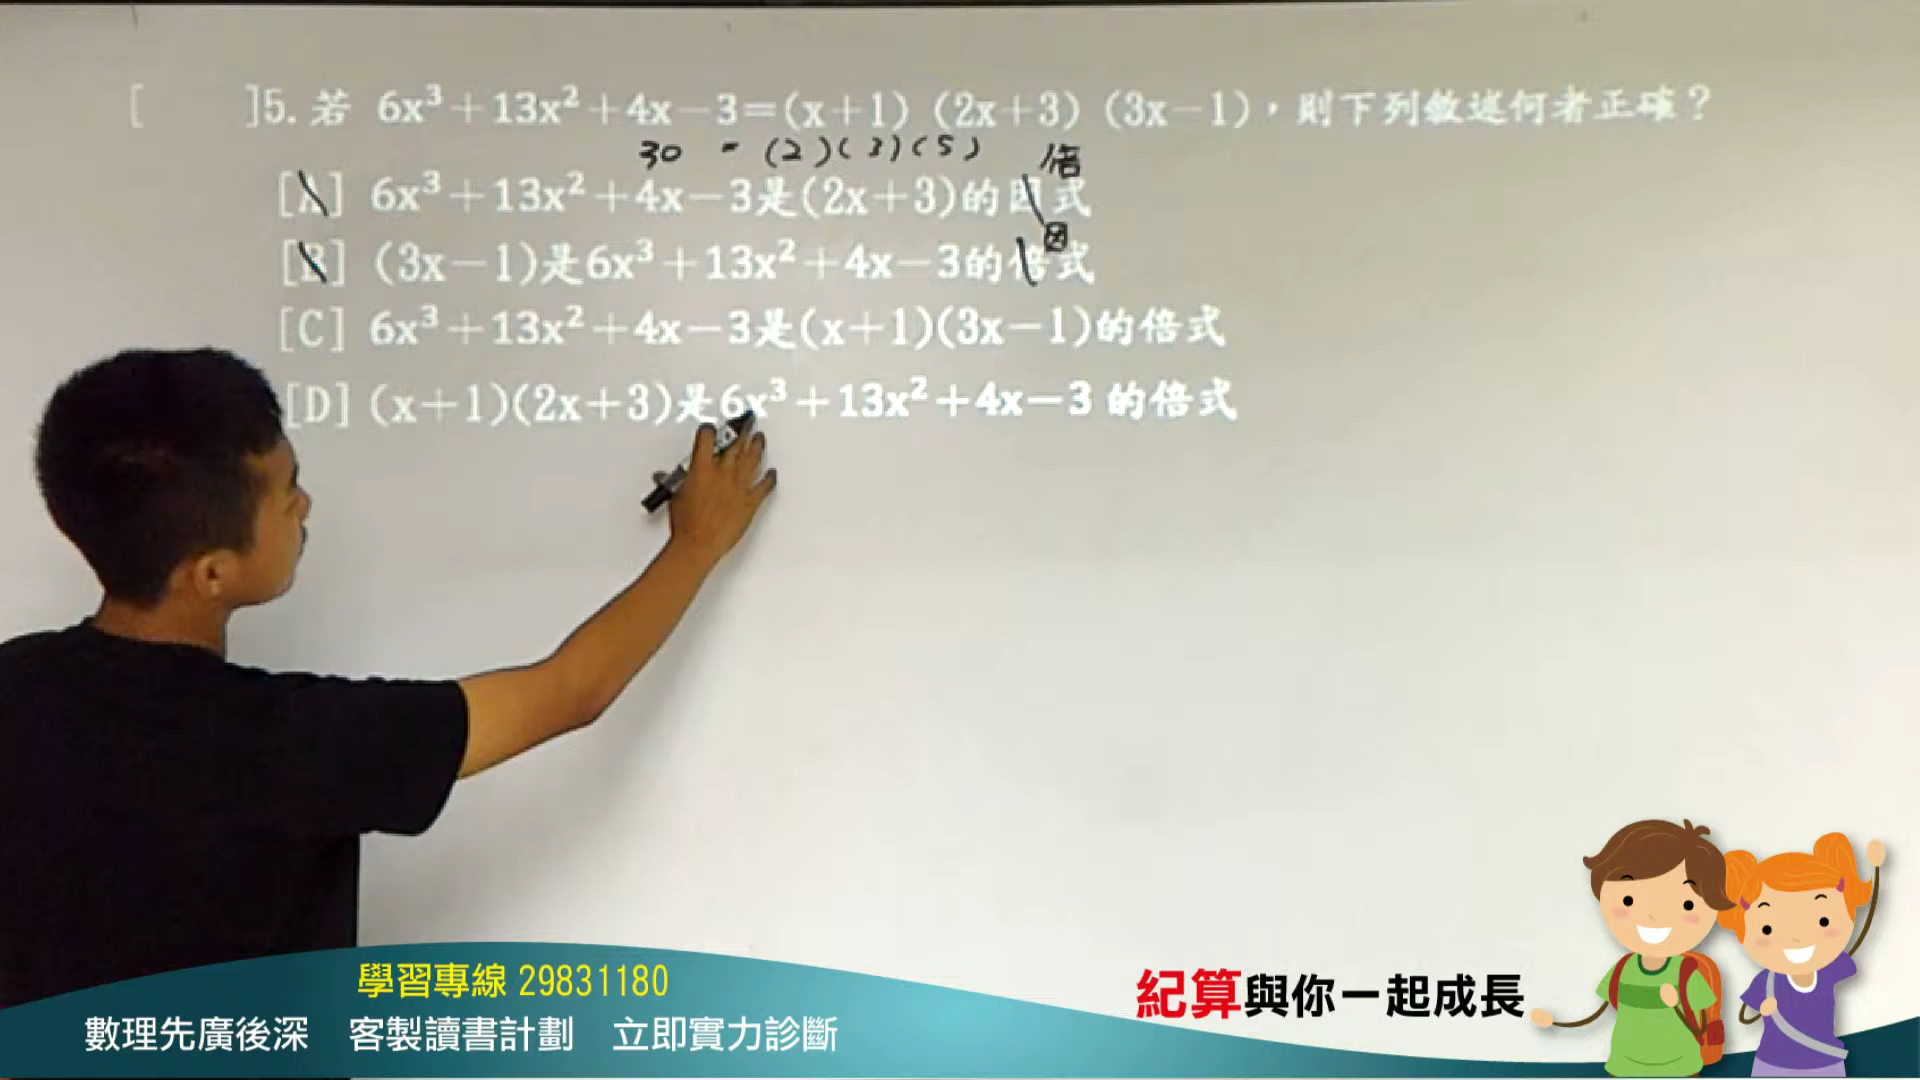 [ ]5. 若 6x³+13x²+4x−3=(x+1) (2x+3) (3x−1),則下列敘述何者正確?
30 = (2)(3)(5) 倍
[A] 6x³+13x²+4x−3是(2x+3)的因式
因
[B] (3x−1)是6x³+13x²+4x−3的倍式
[C] 6x³+13x²+4x−3是(x+1)(3x−1)的倍式
[D] (x+1)(2x+3)是6x³+13x²+4x−3 的倍式
學習專線 29831180
紀算與你一起成長
數理先廣後深 客製讀書計劃 立即實力診斷